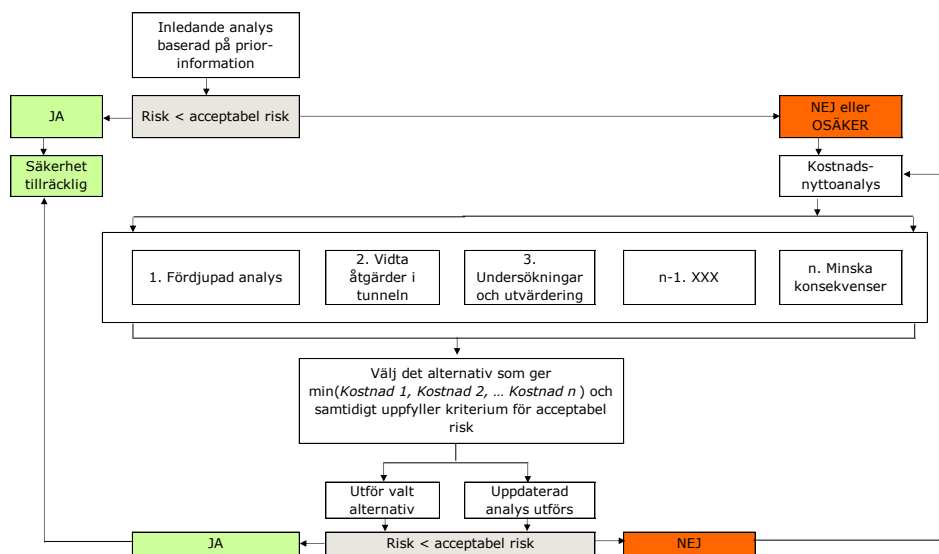 Inledande analys
baserad på prior-
information
JA
Risk < acceptabel risk
NEJ eller
OSÄKER
Säkerhet
tillräcklig
Kostnads-
nyttoanalys
1. Fördjupad analys
2. Vidta
åtgärder i
tunneln
3.
Undersökningar
och utvärdering
n-1. XXX
n. Minska
konsekvenser
Välj det alternativ som ger
min(Kostnad 1, Kostnad 2, … Kostnad n ) och
samtidigt uppfyller kriterium för acceptabel
risk
Utför valt
alternativ
Uppdaterad
analys utförs
JA
Risk < acceptabel risk
NEJ